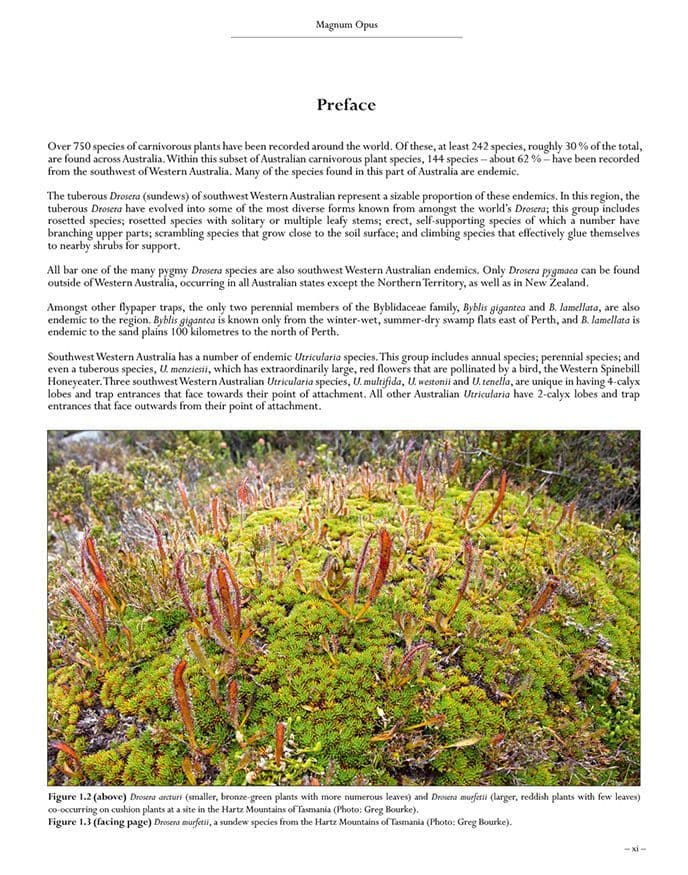 Magnum Opus
Preface
Over 750 species of carnivorous plants have been recorded around the world. Of these, at least 242 species, roughly 30 % of the total,
are found across Australia. Within this subset of Australian carnivorous plant species, 144 species – about 62 % – have been recorded
from the southwest of Western Australia. Many of the species found in this part of Australia are endemic.
The tuberous Drosera (sundews) of southwest Western Australian represent a sizable proportion of these endemics. In this region, the
tuberous Drosera have evolved into some of the most diverse forms known from amongst the world's Drosera; this group includes
rosetted species; rosetted species with solitary or multiple leafy stems; erect, self-supporting species of which a number have
branching upper parts; scrambling species that grow close to the soil surface; and climbing species that effectively glue themselves
to nearby shrubs for support.
All bar one of the many pygmy Drosera species are also southwest Western Australian endemics. Only Drosera pygmaea can be found
outside of Western Australia, occurring in all Australian states except the Northern Territory, as well as in New Zealand.
Amongst other flypaper traps, the only two perennial members of the Byblidaceae family, Byblis gigantea and B. lamellata, are also
endemic to the region. Byblis gigantea is known only from the winter-wet, summer-dry swamp flats east of Perth, and B. lamellata is
endemic to the sand plains 100 kilometres to the north of Perth.
Southwest Western Australia has a number of endemic Utricularia species. This group includes annual species; perennial species; and
even a tuberous species, U. menziesii, which has extraordinarily large, red flowers that are pollinated by a bird, the Western Spinebill
Honeyeater. Three southwest Western Australian Utricularia species, U. multifida, U. westonii and U. tenella, are unique in having 4-calyx
lobes and trap entrances that face towards their point of attachment. All other Australian Utricularia have 2-calyx lobes and trap
entrances that face outwards from their point of attachment.
Figure 1.2 (above) Drosera arcturi (smaller, bronze-green plants with more numerous leaves) and Drosera murfetii (larger, reddish plants with few leaves)
co-occurring on cushion plants at a site in the Hartz Mountains of Tasmania (Photo: Greg Bourke).
Figure 1.3 (facing page) Drosera murfetii, a sundew species from the Hartz Mountains of Tasmania (Photo: Greg Bourke).
– xi –